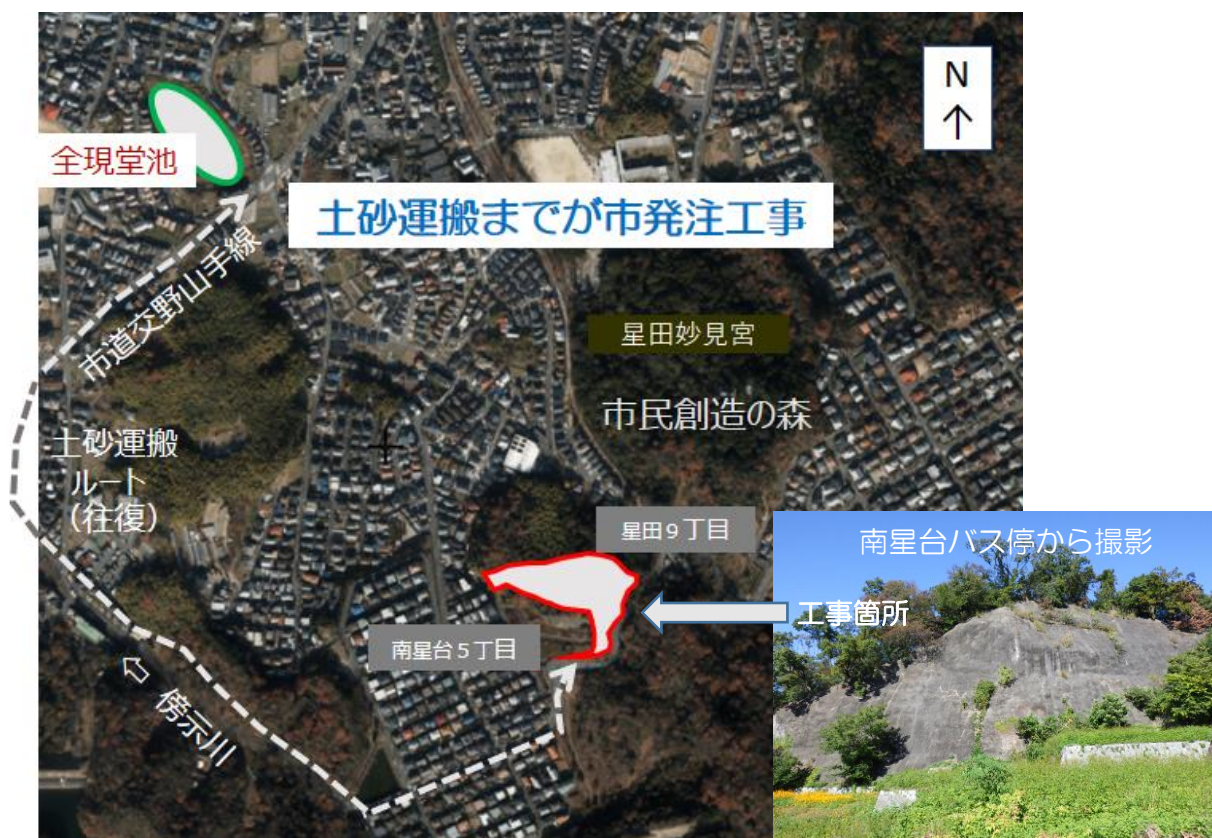 N
↑
全現堂池
土砂運搬までが市発注工事
市道交野山手線
星田妙見宮
市民創造の森
土砂運搬
ルート
（往復）
星田９丁目
南星台バス停から撮影
工事箇所
南星台５丁目
傍示川